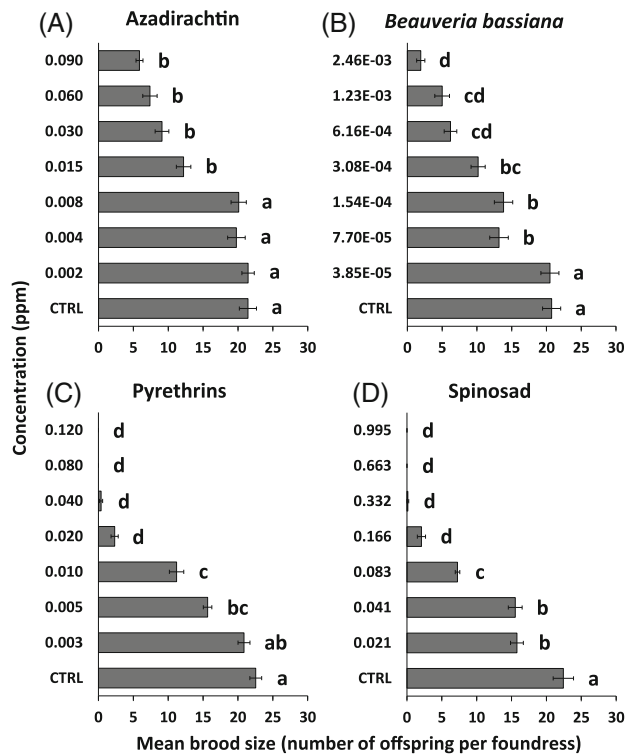 (A) Azadirachtin
0.090 b
0.060 b
0.030 b
0.015 b
0.008 a
0.004 a
0.002 a
CTRL a
0 5 10 15 20 25 30
(B) Beauveria bassiana
2.46E-03 d
1.23E-03 cd
6.16E-04 cd
3.08E-04 bc
1.54E-04 b
7.70E-05 b
3.85E-05 a
CTRL a
0 5 10 15 20 25 30
Concentration (ppm)
(C) Pyrethrins
0.120 d
0.080 d
0.040 d
0.020 d
0.010 c
0.005 bc
0.003 ab
CTRL a
0 5 10 15 20 25 30
(D) Spinosad
0.995 d
0.663 d
0.332 d
0.166 d
0.083 c
0.041 b
0.021 b
CTRL a
0 5 10 15 20 25 30
Mean brood size (number of offspring per foundress)